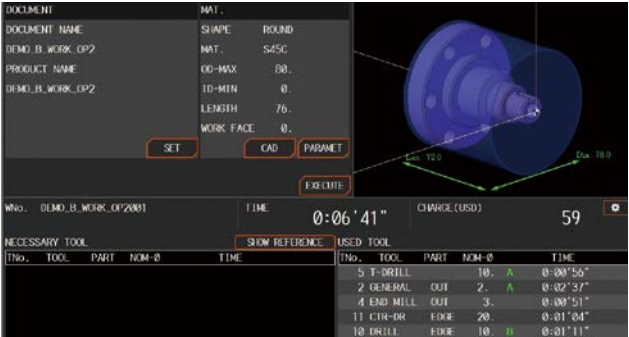 DOCUMENT
MAT.
DOCUMENT NAME
SHAPE ROUND
DEMO_B_WORK_OP2
MAT. S45C
PRODUCT NAME
OD-MAX 80.
DEMO_B_WORK_OP2
ID-MIN 0.
LENGTH 76.
WORK FACE 0.
SET CAD PARAMET
EXECUTE
Len 72.0
Dia 78.0
WNo. DEMO_B_WORK_OP2001 TIME 0:06'41" CHARGE(USD) 59
NECESSARY TOOL SHOW REFERENCE
TNo. TOOL PART NOM-Ø TIME
USED TOOL
TNo. TOOL PART NOM-Ø TIME
5 T-DRILL 10. A 0:00'56"
2 GENERAL OUT 2. A 0:02'37"
4 END MILL OUT 3. 0:00'51"
11 CTR-DR EDGE 20. 0:01'04"
10 DRILL EDGE 10. B 0:01'11"